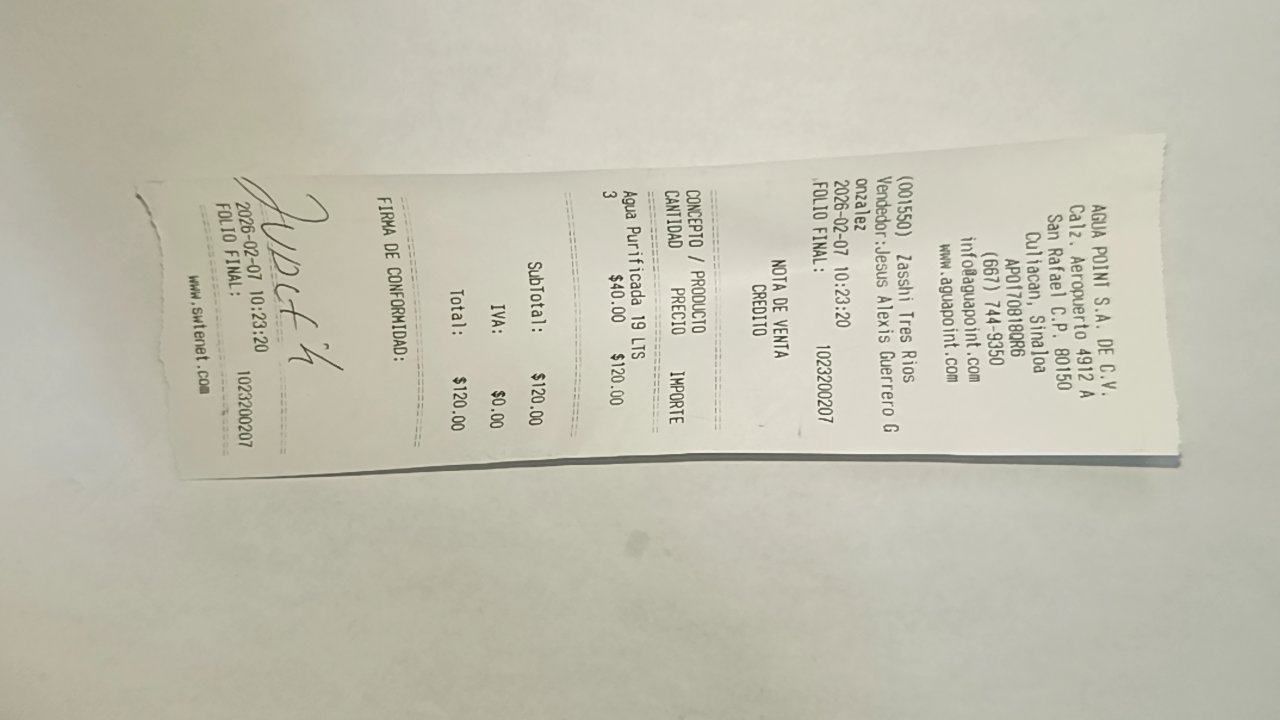 AGUA POINT S.A. DE C.V.
Calz. Aeropuerto 4912 A
San Rafael C.P. 80150
Culiacan, Sinaloa
APO170818QR6
(667) 744-9350
info@aguapoint.com
www.aguapoint.com
(001550) Zasshi Tres Rios
Vendedor:Jesus Alexis Guerrero G
onzalez
2026-02-07 10:23:20
FOLIO FINAL: 1023200207
NOTA DE VENTA
CREDITO
CONCEPTO / PRODUCTO
CANTIDAD PRECIO IMPORTE
Agua Purificada 19 LTS
3 $40.00 $120.00
SubTotal: $120.00
IVA: $0.00
Total: $120.00
FIRMA DE CONFORMIDAD:
2026-02-07 10:23:20
FOLIO FINAL: 1023200207
www.swtenet.com